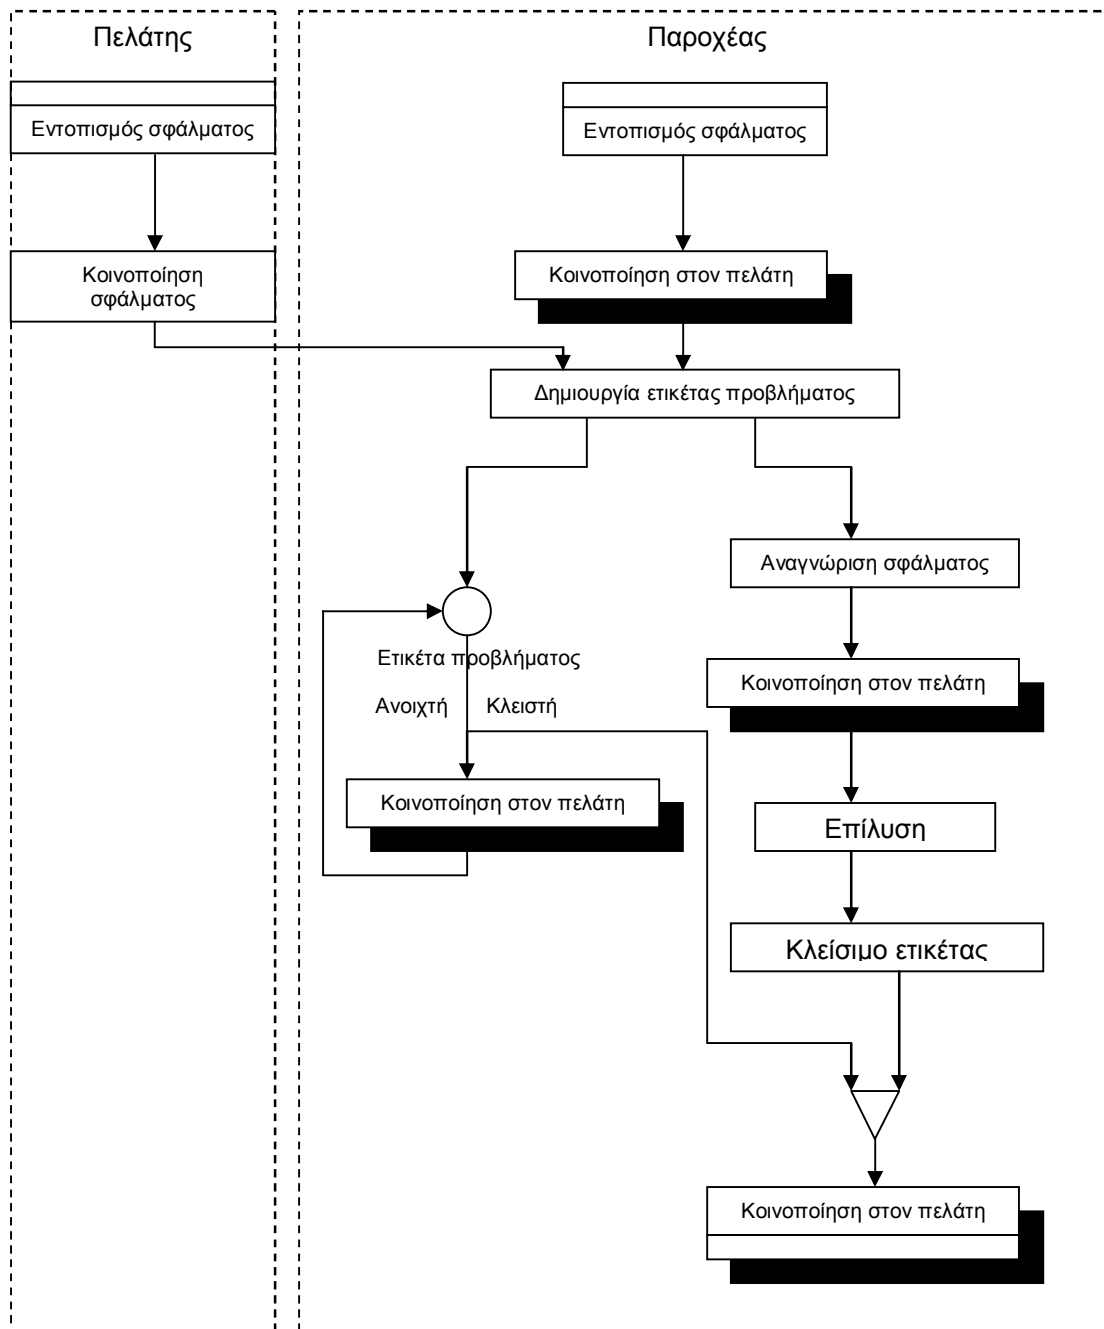 Πελάτης
Παροχέας
Εντοπισμός σφάλματος
Εντοπισμός σφάλματος
Κοινοποίηση
σφάλματος
Κοινοποίηση στον πελάτη
Δημιουργία ετικέτας προβλήματος
Αναγνώριση σφάλματος
Ετικέτα προβλήματος
Ανοιχτή
Κλειστή
Κοινοποίηση στον πελάτη
Κοινοποίηση στον πελάτη
Επίλυση
Κλείσιμο ετικέτας
Κοινοποίηση στον πελάτη